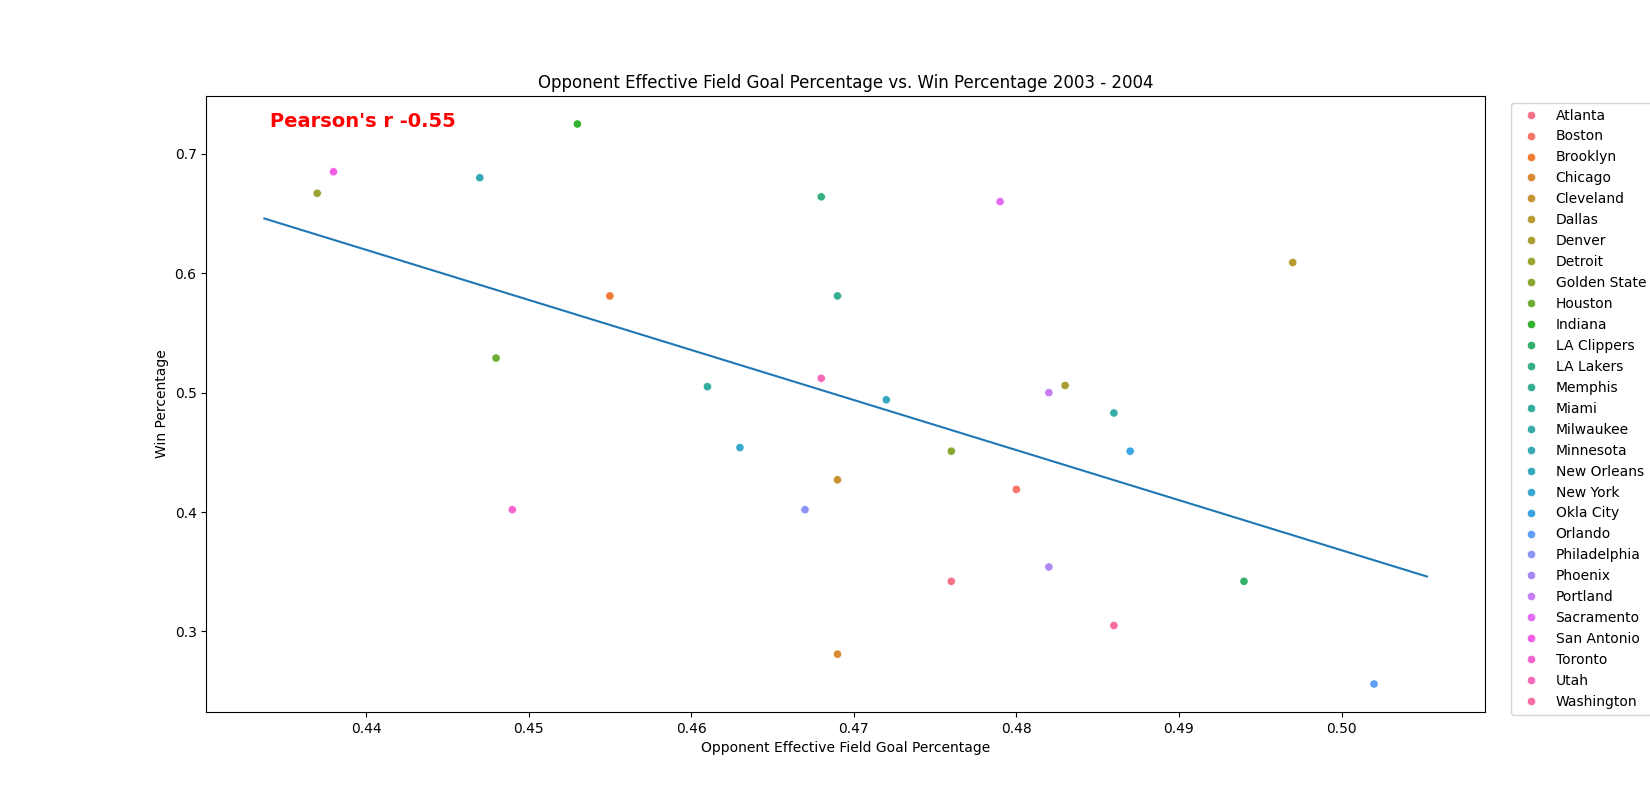 Opponent Effective Field Goal Percentage vs. Win Percentage 2003 - 2004
Pearson's r -0.55
0.7
0.6
0.5
0.4
0.3
Win Percentage
0.44 0.45 0.46 0.47 0.48 0.49 0.50
Opponent Effective Field Goal Percentage
Atlanta
Boston
Brooklyn
Chicago
Cleveland
Dallas
Denver
Detroit
Golden State
Houston
Indiana
LA Clippers
LA Lakers
Memphis
Miami
Milwaukee
Minnesota
New Orleans
New York
Okla City
Orlando
Philadelphia
Phoenix
Portland
Sacramento
San Antonio
Toronto
Utah
Washington